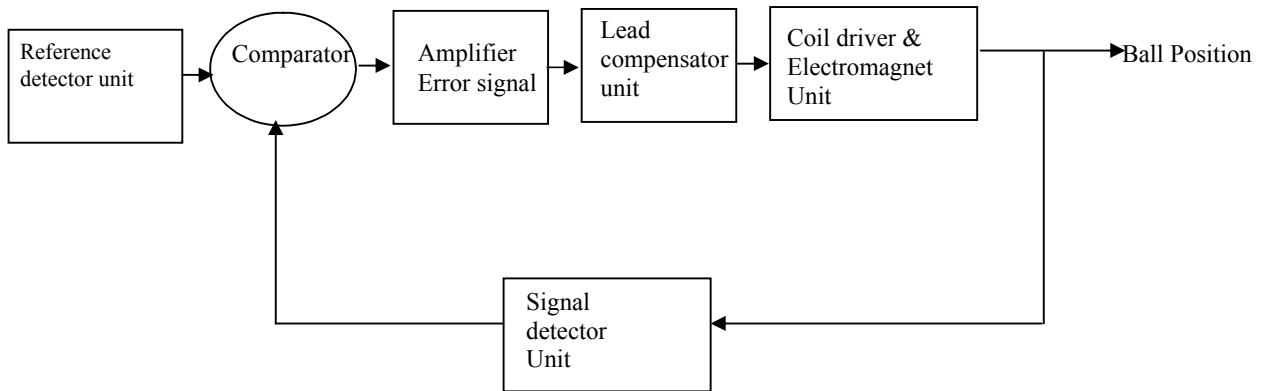 Reference
detector unit
Comparator
Amplifier
Error signal
Lead
compensator
unit
Coil driver &
Electromagnet
Unit
Ball Position
Signal
detector
Unit